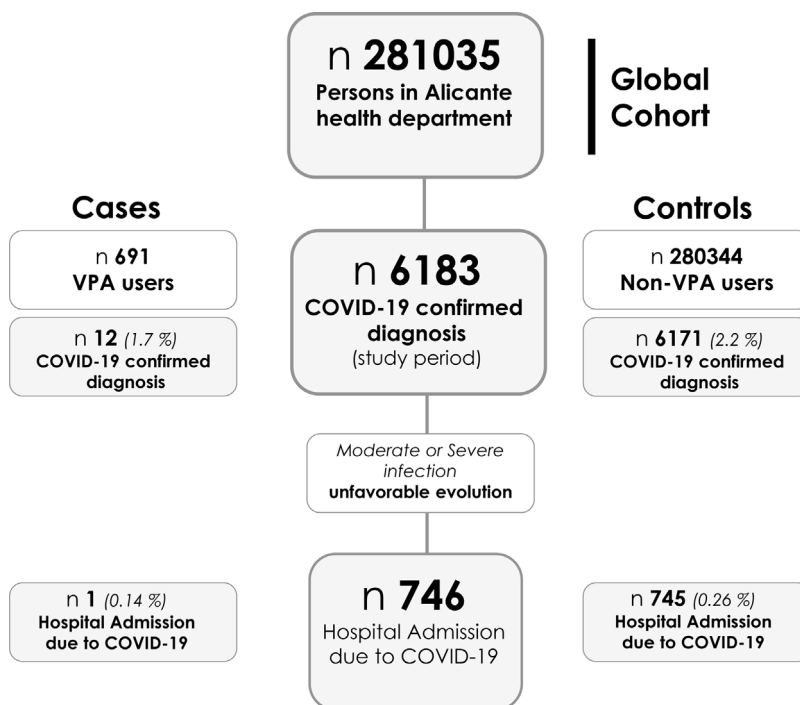 n 281035
Persons in Alicante
health department
Global
Cohort
Cases
Controls
n 691
VPA users
n 6183
COVID-19 confirmed
diagnosis
(study period)
n 280344
Non-VPA users
n 12 (1.7 %)
COVID-19 confirmed
diagnosis
n 6171 (2.2 %)
COVID-19 confirmed
diagnosis
Moderate or Severe
infection
unfavorable evolution
n 1 (0.14 %)
Hospital Admission
due to COVID-19
n 746
Hospital Admission
due to COVID-19
n 745 (0.26 %)
Hospital Admission
due to COVID-19